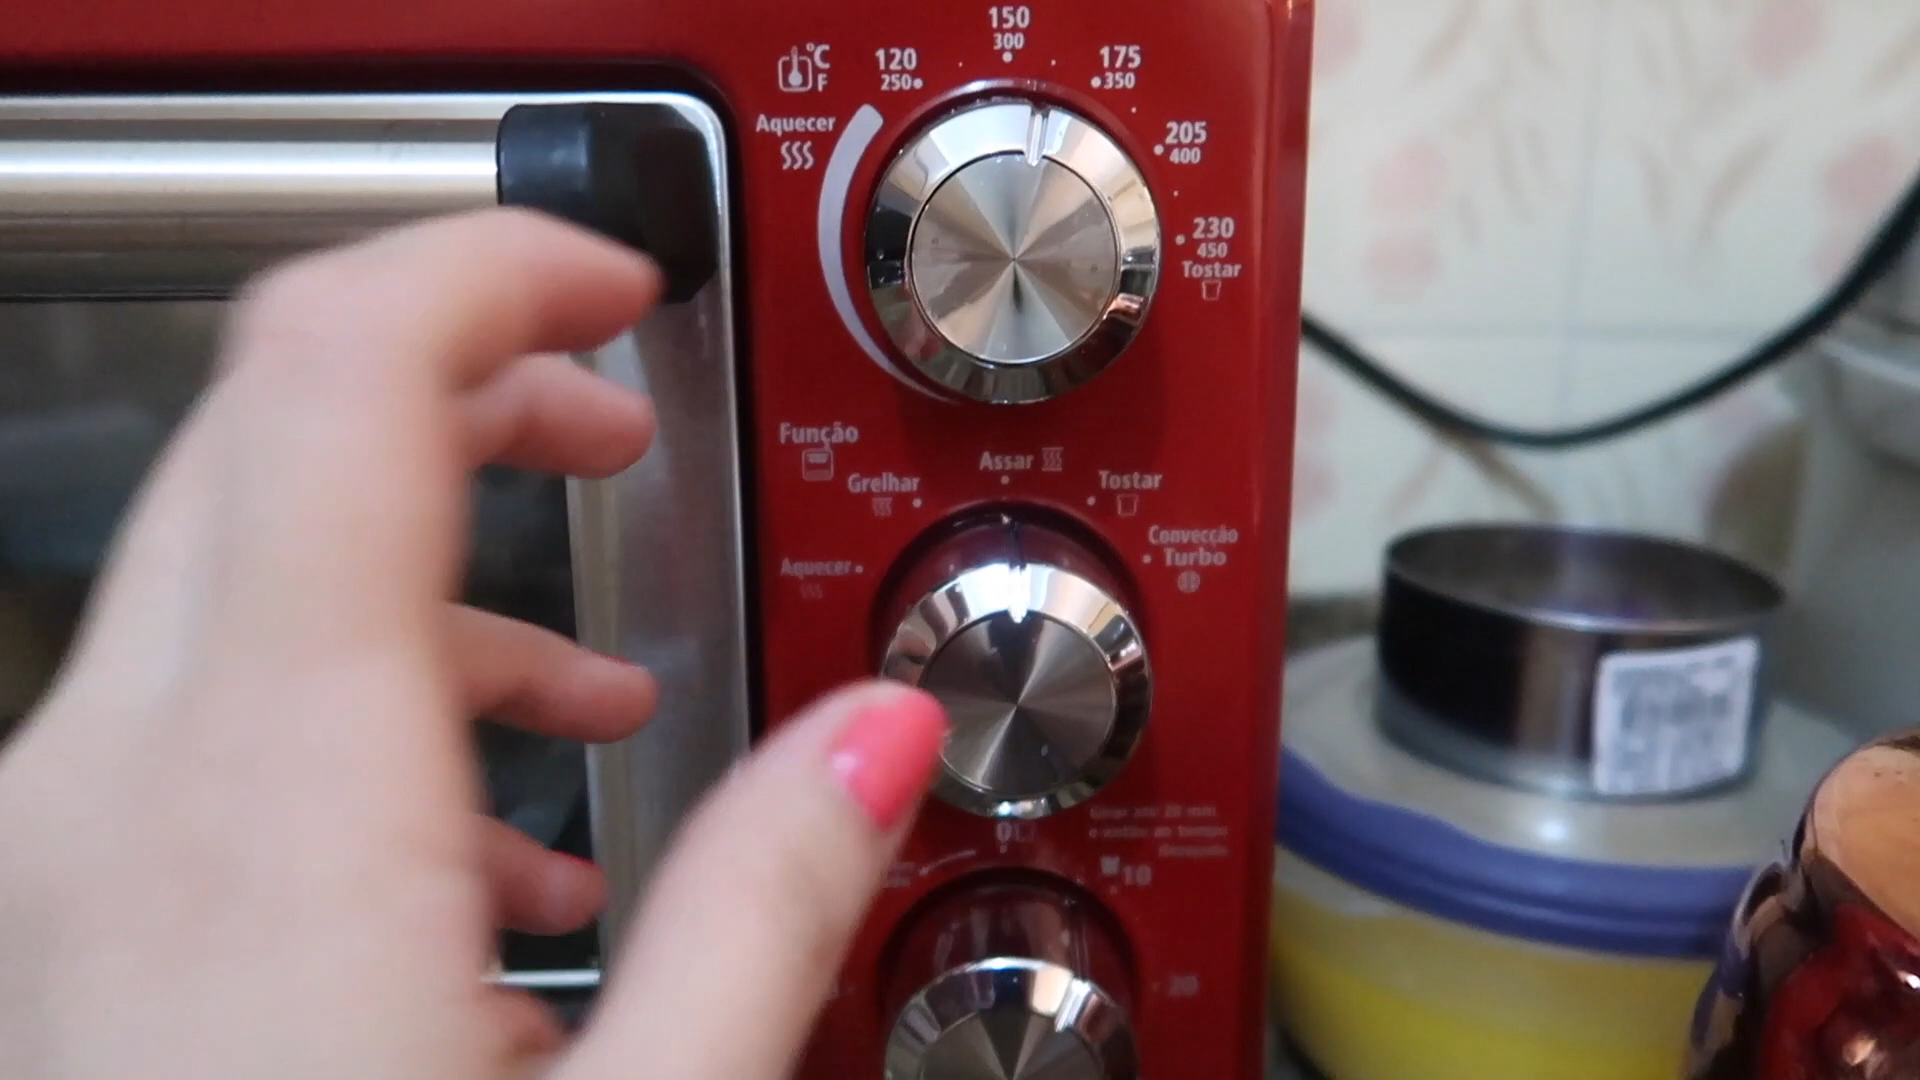 150
300
°C
F
120
250
175
350
Aquecer
205
400
230
450
Tostar
Função
Assar
Grelhar
Tostar
Convecção
Turbo
Aquecer
0
10
20